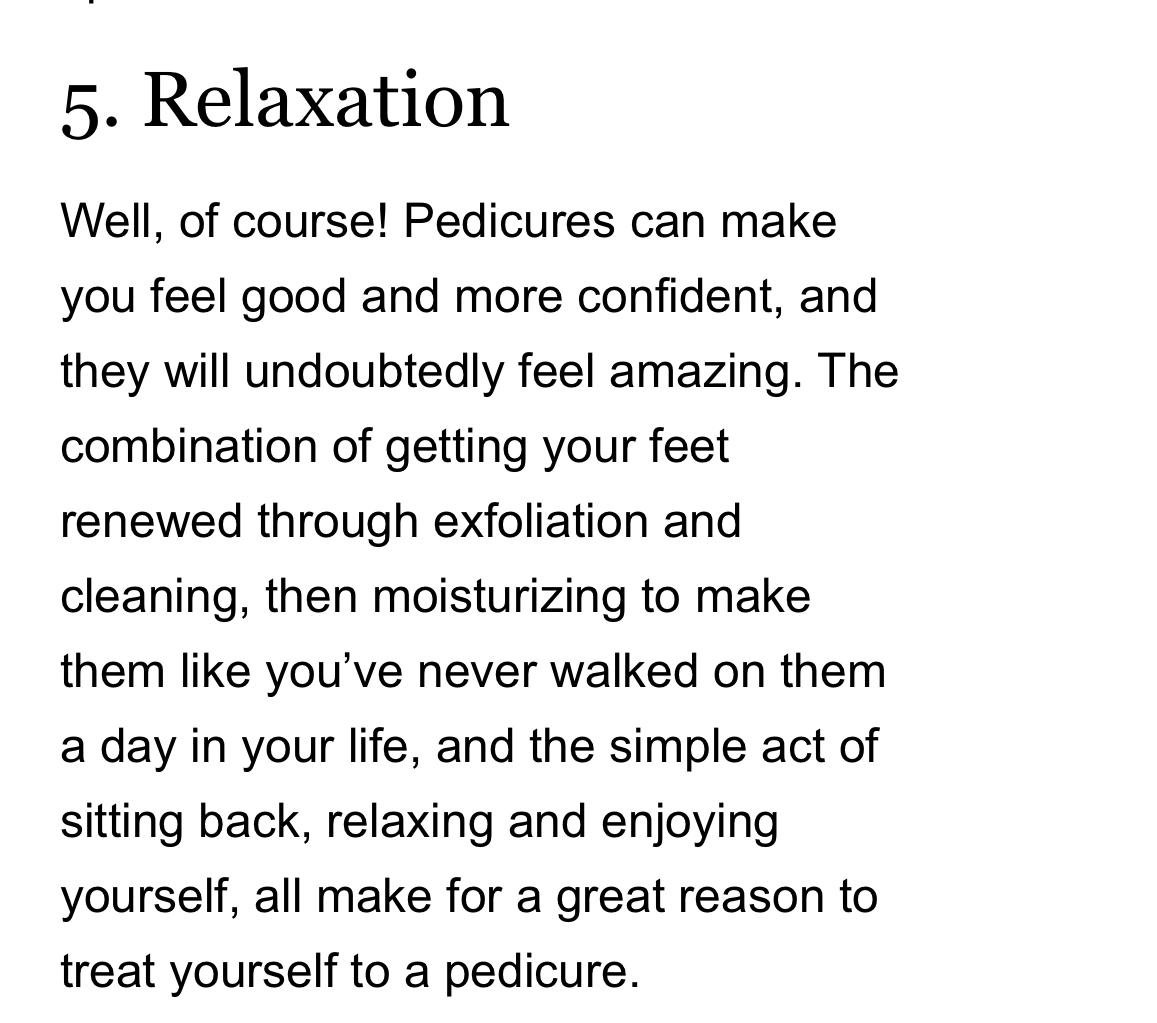 5. Relaxation
Well, of course! Pedicures can make
you feel good and more confident, and
they will undoubtedly feel amazing. The
combination of getting your feet
renewed through exfoliation and
cleaning, then moisturizing to make
them like you’ve never walked on them
a day in your life, and the simple act of
sitting back, relaxing and enjoying
yourself, all make for a great reason to
treat yourself to a pedicure.